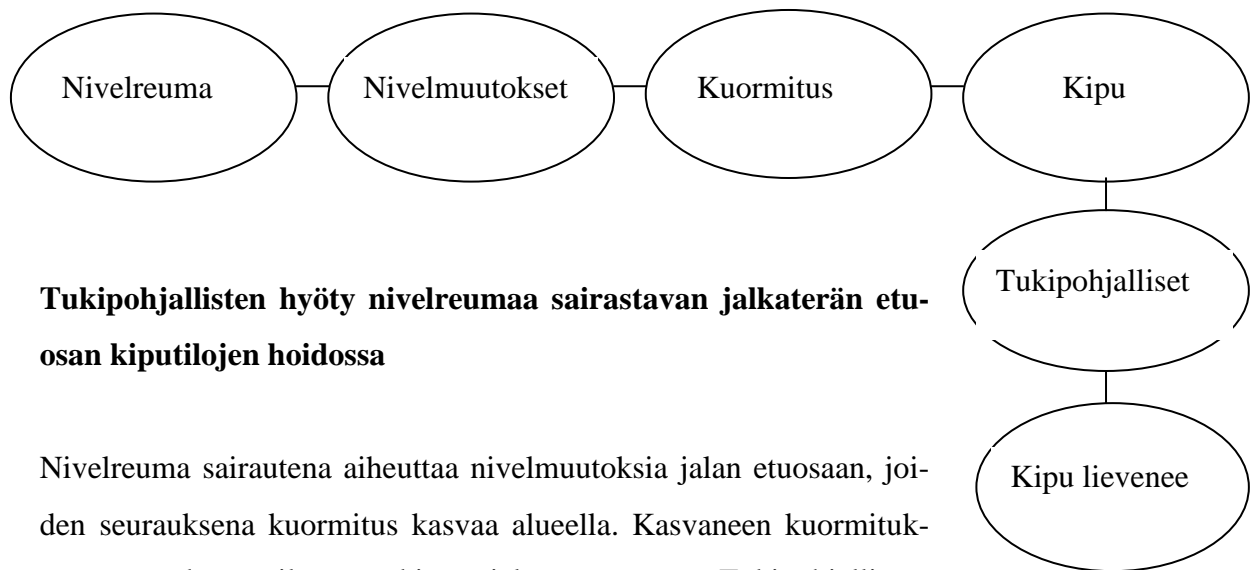 Nivelreuma Nivelmuutokset Kuormitus Kipu
Tukipohjalliset
Tukipohjallisten hyöty nivelreumaa sairastavan jalkaterän etu-
osan kiputilojen hoidossa
Nivelreuma sairautena aiheuttaa nivelmuutoksia jalan etuosaan, joi-
Kipu lievenee
den seurauksena kuormitus kasvaa alueella. Kasvaneen kuormituk-